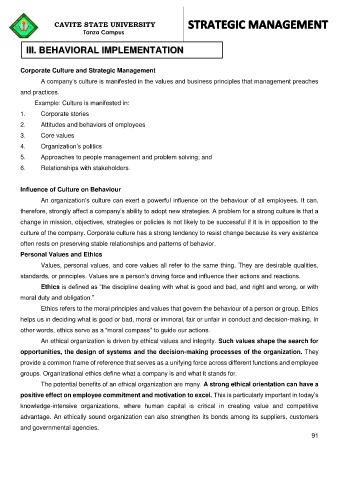 CAVITE STATE UNIVERSITY
Tanza Campus
STRATEGIC MANAGEMENT
III. BEHAVIORAL IMPLEMENTATION
Corporate Culture and Strategic Management
A company's culture is manifested in the values and business principles that management preaches
and practices.
Example: Culture is manifested in:
1. Corporate stories
2. Attitudes and behaviors of employees
3. Core values
4. Organization's politics
5. Approaches to people management and problem solving; and
6. Relationships with stakeholders.
Influence of Culture on Behaviour
An organization's culture can exert a powerful influence on the behaviour of all employees. It can,
therefore, strongly affect a company's ability to adopt new strategies. A problem for a strong culture is that a
change in mission, objectives, strategies or policies is not likely to be successful if it is in opposition to the
culture of the company. Corporate culture has a strong tendency to resist change because its very existence
often rests on preserving stable relationships and patterns of behavior.
Personal Values and Ethics
Values, personal values, and core values all refer to the same thing. They are desirable qualities,
standards, or principles. Values are a person's driving force and influence their actions and reactions.
Ethics is defined as "the discipline dealing with what is good and bad, and right and wrong, or with
moral duty and obligation."
Ethics refers to the moral principles and values that govern the behaviour of a person or group. Ethics
helps us in deciding what is good or bad, moral or immoral, fair or unfair in conduct and decision-making. In
other words, ethics serve as a "moral compass" to guide our actions.
An ethical organization is driven by ethical values and integrity. Such values shape the search for
opportunities, the design of systems and the decision-making processes of the organization. They
provide a common frame of reference that serves as a unifying force across different functions and employee
groups. Organizational ethics define what a company is and what it stands for.
The potential benefits of an ethical organization are many. A strong ethical orientation can have a
positive effect on employee commitment and motivation to excel. This is particularly important in today's
knowledge-intensive organizations, where human capital is critical in creating value and competitive
advantage. An ethically sound organization can also strengthen its bonds among its suppliers, customers
and governmental agencies.
91